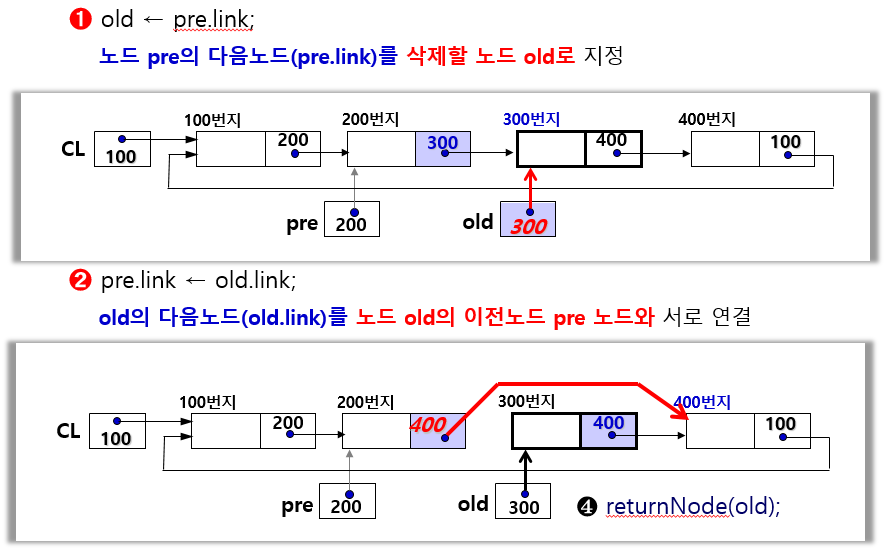 ❶ old ← pre.link;
노드 pre의 다음노드(pre.link)를 삭제할 노드 old로 지정
100번지 200번지 300번지 400번지
CL 100 200 300 400 100
pre 200 old 300
❷ pre.link ← old.link;
old의 다음노드(old.link)를 노드 old의 이전노드 pre 노드와 서로 연결
100번지 200번지 300번지 400번지
CL 100 200 400 400 100
pre 200 old 300 ❹ returnNode(old);